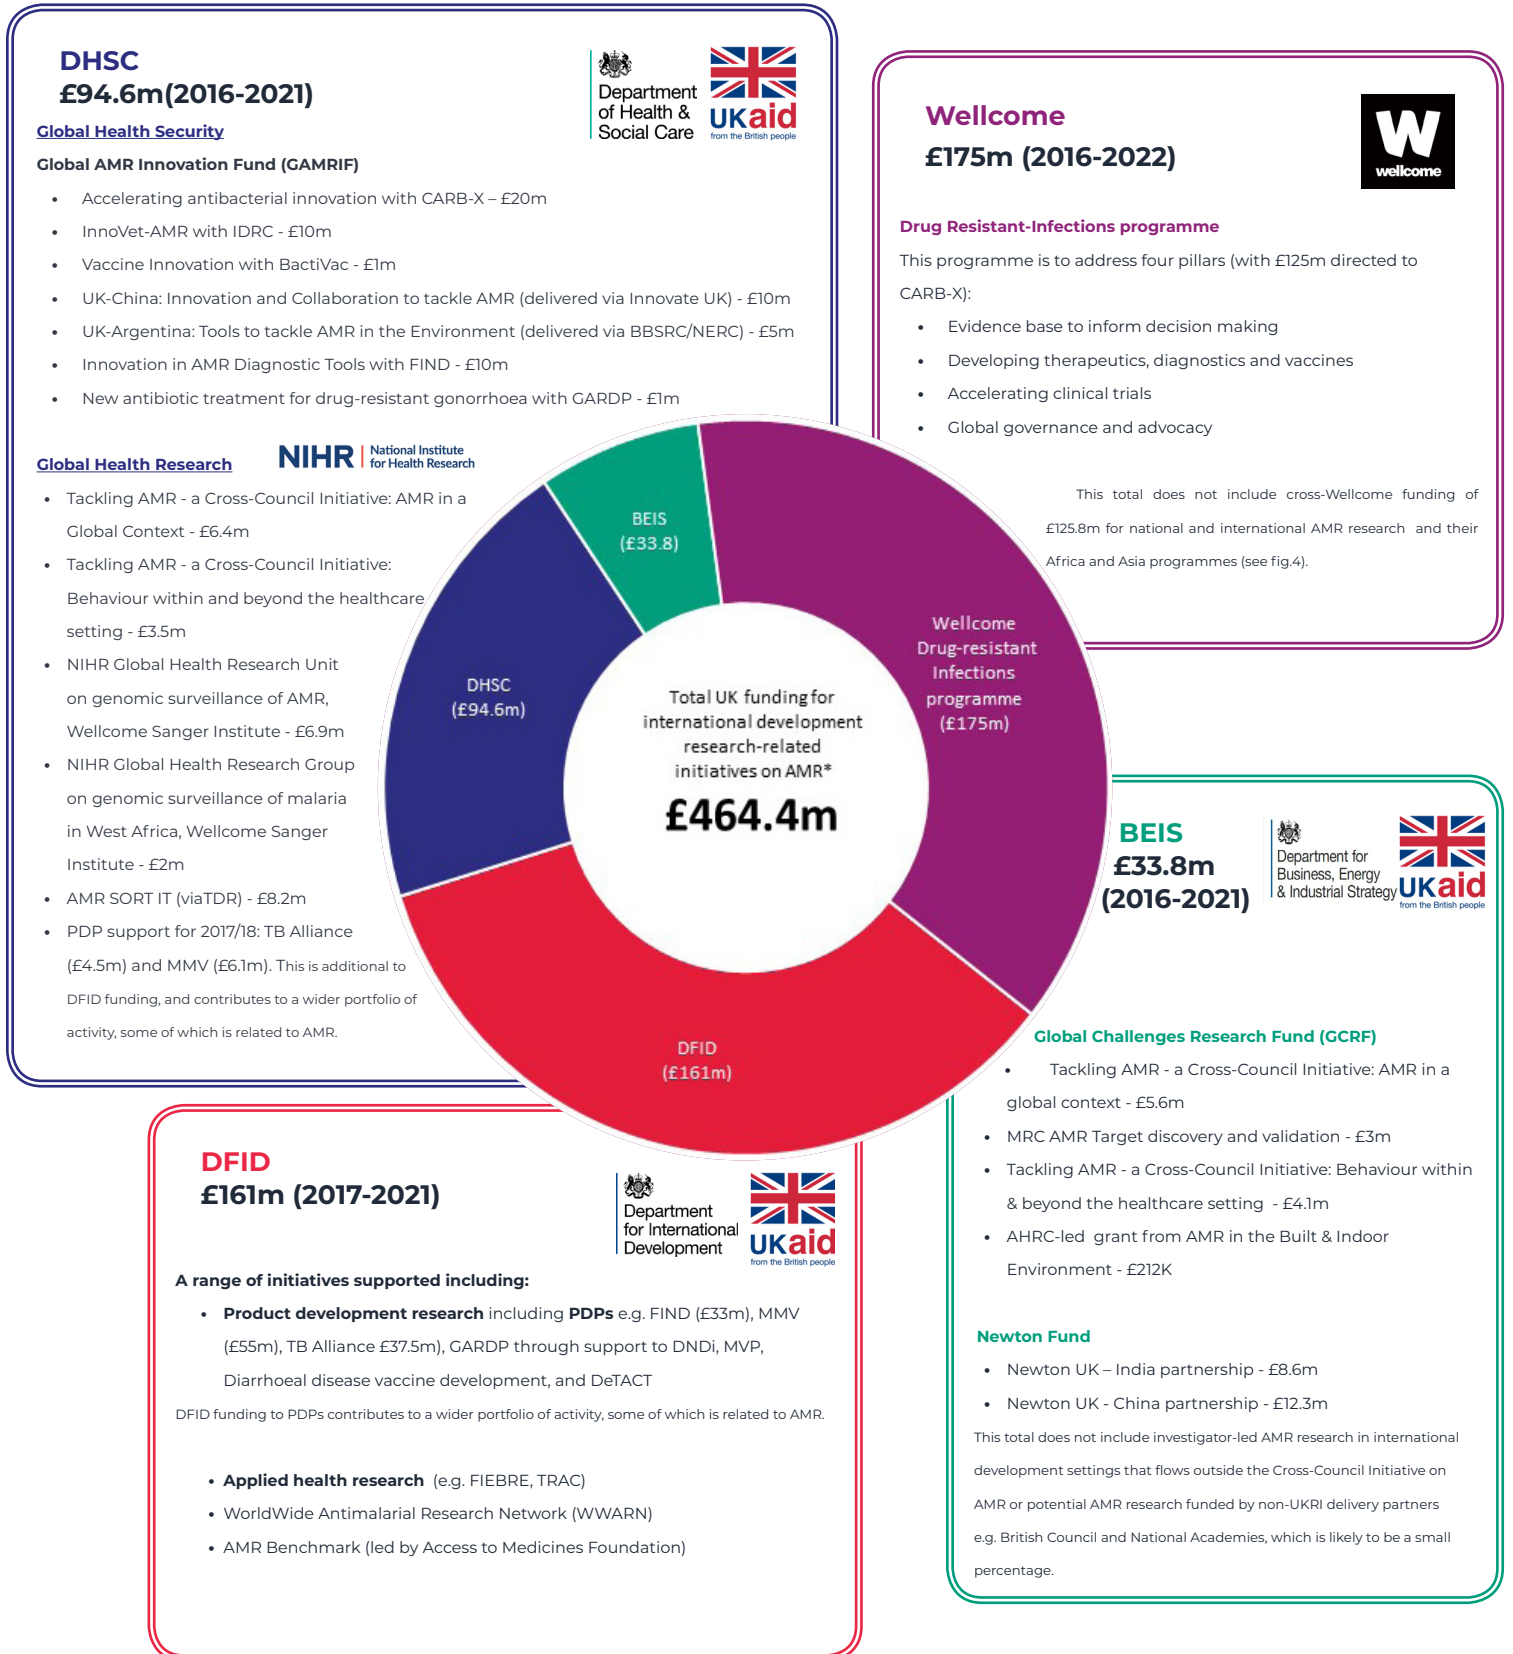 DHSC
£94.6m(2016-2021)
Department
of Health &
Social Care
UKaid
from the British people
Global Health Security
Global AMR Innovation Fund (GAMRIF)
• Accelerating antibacterial innovation with CARB-X – £20m
• InnoVet-AMR with IDRC - £10m
• Vaccine Innovation with BactiVac - £1m
• UK-China: Innovation and Collaboration to tackle AMR (delivered via Innovate UK) - £10m
• UK-Argentina: Tools to tackle AMR in the Environment (delivered via BBSRC/NERC) - £5m
• Innovation in AMR Diagnostic Tools with FIND - £10m
• New antibiotic treatment for drug-resistant gonorrhoea with GARDP - £1m
Global Health Research
NIHR | National Institute
for Health Research
• Tackling AMR - a Cross-Council Initiative: AMR in a
Global Context - £6.4m
• Tackling AMR - a Cross-Council Initiative:
Behaviour within and beyond the healthcare
setting - £3.5m
• NIHR Global Health Research Unit
on genomic surveillance of AMR,
Wellcome Sanger Institute - £6.9m
• NIHR Global Health Research Group
on genomic surveillance of malaria
in West Africa, Wellcome Sanger
Institute - £2m
• AMR SORT IT (viaTDR) - £8.2m
• PDP support for 2017/18: TB Alliance
(£4.5m) and MMV (£6.1m). This is additional to
DFID funding, and contributes to a wider portfolio of
activity, some of which is related to AMR.
Wellcome
£175m (2016-2022)
W
wellcome
Drug Resistant-Infections programme
This programme is to address four pillars (with £125m directed to
CARB-X):
• Evidence base to inform decision making
• Developing therapeutics, diagnostics and vaccines
• Accelerating clinical trials
• Global governance and advocacy
This total does not include cross-Wellcome funding of
£125.8m for national and international AMR research and their
Africa and Asia programmes (see fig.4).
BEIS
(£33.8)
Wellcome
Drug-resistant
Infections
programme
(£175m)
DHSC
(£94.6m)
Total UK funding for
international development
research-related
initiatives on AMR*
£464.4m
DFID
(£161m)
BEIS
£33.8m
(2016-2021)
Department for
Business, Energy
& Industrial Strategy
UKaid
from the British people
Global Challenges Research Fund (GCRF)
• Tackling AMR - a Cross-Council Initiative: AMR in a
global context - £5.6m
• MRC AMR Target discovery and validation - £3m
• Tackling AMR - a Cross-Council Initiative: Behaviour within
& beyond the healthcare setting - £4.1m
• AHRC-led grant from AMR in the Built & Indoor
Environment - £212K
Newton Fund
• Newton UK – India partnership - £8.6m
• Newton UK - China partnership - £12.3m
This total does not include investigator-led AMR research in international
development settings that flows outside the Cross-Council Initiative on
AMR or potential AMR research funded by non-UKRI delivery partners
e.g. British Council and National Academies, which is likely to be a small
percentage.
DFID
£161m (2017-2021)
Department
for International
Development
UKaid
from the British people
A range of initiatives supported including:
• Product development research including PDPs e.g. FIND (£33m), MMV
(£55m), TB Alliance £37.5m), GARDP through support to DNDi, MVP,
Diarrhoeal disease vaccine development, and DeTACT
DFID funding to PDPs contributes to a wider portfolio of activity, some of which is related to AMR.
• Applied health research (e.g. FIEBRE, TRAC)
• WorldWide Antimalarial Research Network (WWARN)
• AMR Benchmark (led by Access to Medicines Foundation)